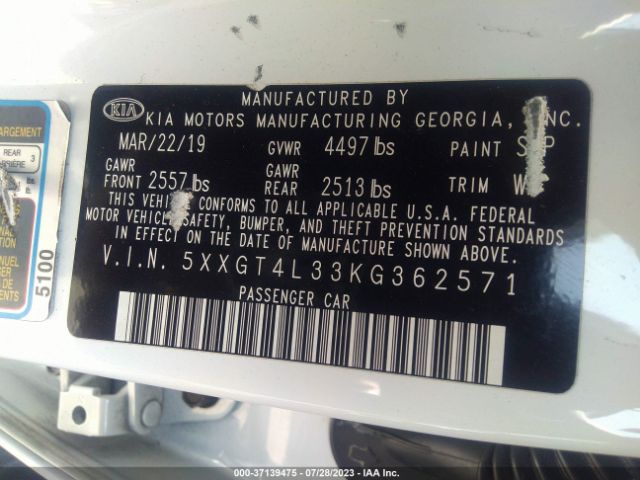 MANUFACTURED BY
KIA KIA MOTORS MANUFACTURING GEORGIA, INC.
MAR/22/19 GVWR 4497 lbs PAINT
GAWR FRONT 2557 lbs GAWR REAR 2513 lbs TRIM
THIS VEHICLE CONFORMS TO ALL APPLICABLE U.S.A. FEDERAL
MOTOR VEHICLE SAFETY, BUMPER, AND THEFT PREVENTION STANDARDS
IN EFFECT ON THE DATE OF MANUFACTURE SHOWN ABOVE.
V.I.N. 5XXGT4L33KG362571
PASSENGER CAR
REAR 3
5100
000-37139475 07/28/2023 IAA Inc.